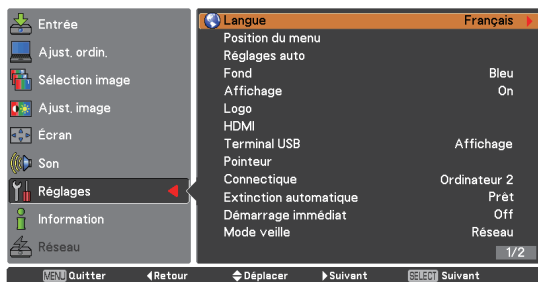 Entrée
Ajust. ordin.
Sélection image
Ajust. image
Écran
Son
Réglages
Information
Réseau
Langue Français
Position du menu
Réglages auto
Fond Bleu
Affichage On
Logo
HDMI
Terminal USB Affichage
Pointeur
Connectique Ordinateur 2
Extinction automatique Prêt
Démarrage immédiat Off
Mode veille Réseau
1/2
MENU Quitter Retour Déplacer Suivant SELECT Suivant